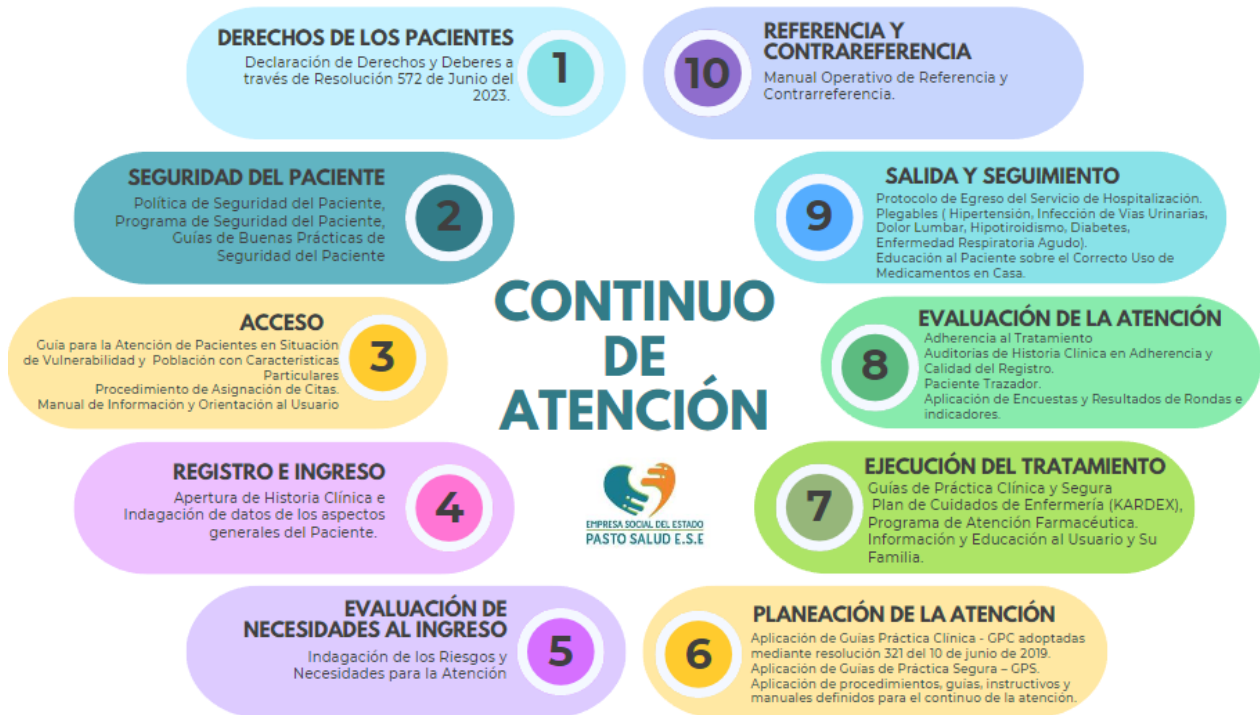 DERECHOS DE LOS PACIENTES
Declaración de Derechos y Deberes a
través de Resolución 572 de Junio del
2023.
1
SEGURIDAD DEL PACIENTE
Política de Seguridad del Paciente,
Programa de Seguridad del Paciente,
Guías de Buenas Prácticas de
Seguridad del Paciente
2
ACCESO
Guía para la Atención de Pacientes en Situación
de Vulnerabilidad y Población con Características
Particulares
Procedimiento de Asignación de Citas.
Manual de Información y Orientación al Usuario
3
REGISTRO E INGRESO
Apertura de Historia Clínica e
Indagación de datos de los aspectos
generales del Paciente.
4
EVALUACIÓN DE
NECESIDADES AL INGRESO
Indagación de los Riesgos y
Necesidades para la Atención
5
CONTINUO
DE
ATENCIÓN
EMPRESA SOCIAL DEL ESTADO
PASTO SALUD E.S.E
6
PLANEACIÓN DE LA ATENCIÓN
Aplicación de Guías Práctica Clínica - GPC adoptadas
mediante resolución 321 del 10 de junio de 2019.
Aplicación de Guías de Práctica Segura – GPS.
Aplicación de procedimientos, guías, instructivos y
manuales definidos para el continuo de la atención.
7
EJECUCIÓN DEL TRATAMIENTO
Guías de Práctica Clínica y Segura
Plan de Cuidados de Enfermería (KARDEX),
Programa de Atención Farmacéutica.
Información y Educación al Usuario y Su
Familia.
8
EVALUACIÓN DE LA ATENCIÓN
Adherencia al Tratamiento
Auditorías de Historia Clínica en Adherencia y
Calidad del Registro.
Paciente Trazador.
Aplicación de Encuestas y Resultados de Rondas e
indicadores.
9
SALIDA Y SEGUIMIENTO
Protocolo de Egreso del Servicio de Hospitalización.
Plegables ( Hipertensión, Infección de Vías Urinarias,
Dolor Lumbar, Hipotiroidismo, Diabetes,
Enfermedad Respiratoria Agudo).
Educación al Paciente sobre el Correcto Uso de
Medicamentos en Casa.
10
REFERENCIA Y
CONTRAREFERENCIA
Manual Operativo de Referencia y
Contrarreferencia.